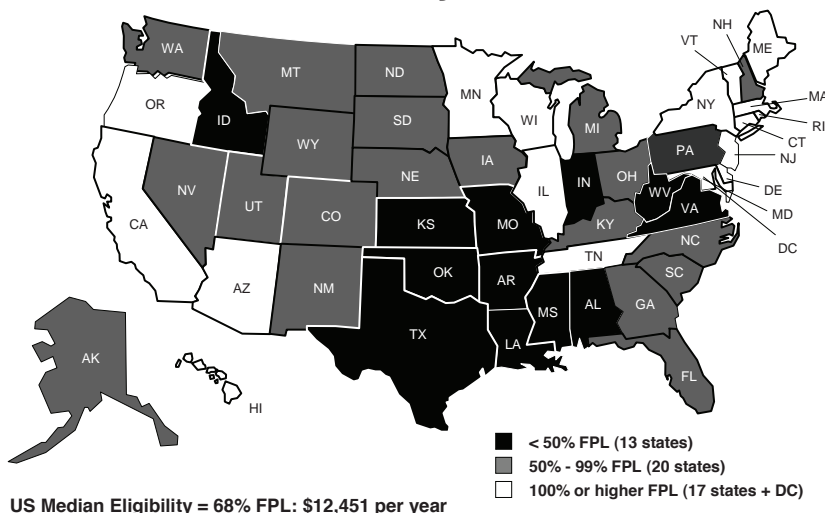 NH
VT
ME
WA
MT
ND
MN
OR
MA
ID
SD
WI
NY
RI
WY
MI
CT
IA
PA
NJ
NE
OH
NV
IL
IN
DE
UT
WV
CO
VA
MD
CA
KS
MO
KY
DC
NC
TN
OK
AZ
AR
SC
NM
MS
AL
GA
TX
LA
AK
FL
HI
< 50% FPL (13 states)
50% - 99% FPL (20 states)
100% or higher FPL (17 states + DC)
US Median Eligibility = 68% FPL: $12,451 per year